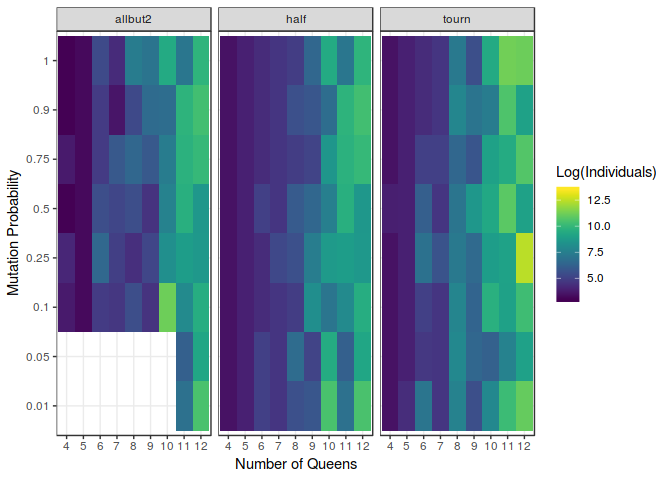 allbut2 half tourn
Mutation Probability
1
0.9
0.75
0.5
0.25
0.1
0.05
0.01
4 5 6 7 8 9 10 11 12 4 5 6 7 8 9 10 11 12 4 5 6 7 8 9 10 11 12
Number of Queens
Log(Individuals)
12.5
10.0
7.5
5.0